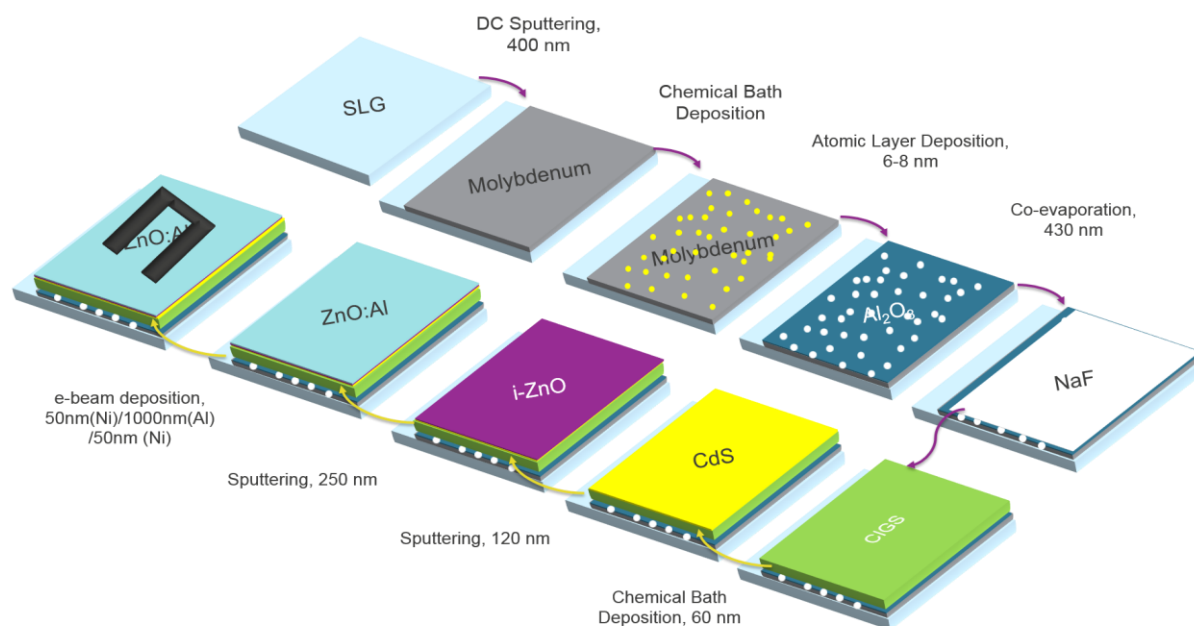 DC Sputtering,
400 nm
SLG
Chemical Bath
Deposition
Molybdenum
Atomic Layer Deposition,
6-8 nm
Molybdenum
Co-evaporation,
430 nm
Al₂O₃
NaF
ZnO:Al
ZnO:Al
i-ZnO
CdS
CIGS
e-beam deposition,
50nm(Ni)/1000nm(Al)
/50nm (Ni)
Sputtering, 250 nm
Sputtering, 120 nm
Chemical Bath
Deposition, 60 nm